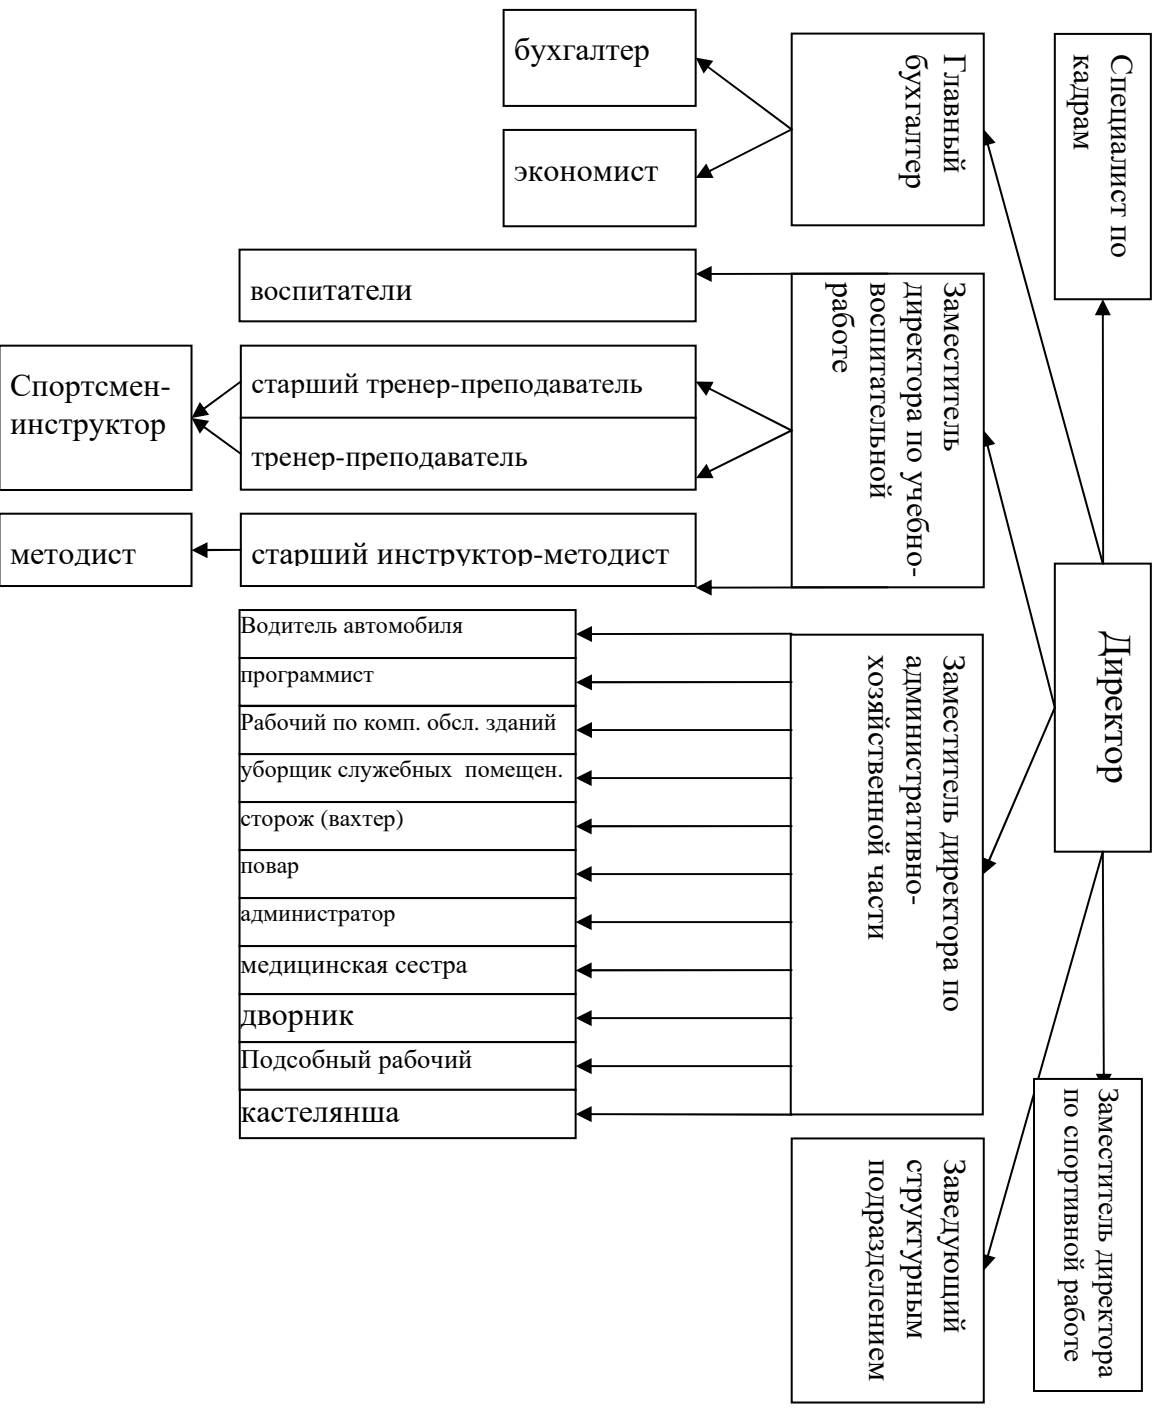 Специалист по
кадрам
Директор
Заместитель директора
по спортивной работе
Главный
бухгалтер
бухгалтер
экономист
Заместитель
директора по учебно-
воспитательной
работе
воспитатели
старший тренер-преподаватель
тренер-преподаватель
Спортсмен-
инструктор
старший инструктор-методист
методист
Заместитель директора по
административно-
хозяйственной части
Водитель автомобиля
программист
Рабочий по комп. обсл. зданий
уборщик служебных помещен.
сторож (вахтер)
повар
администратор
медицинская сестра
дворник
Подсобный рабочий
кастелянша
Заведующий
структурным
подразделением